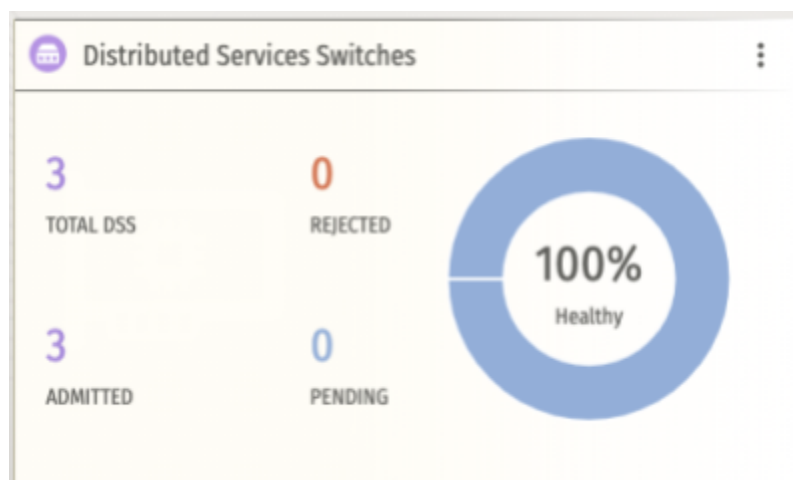 Distributed Services Switches
3
TOTAL DSS
0
REJECTED
3
ADMITTED
0
PENDING
100%
Healthy